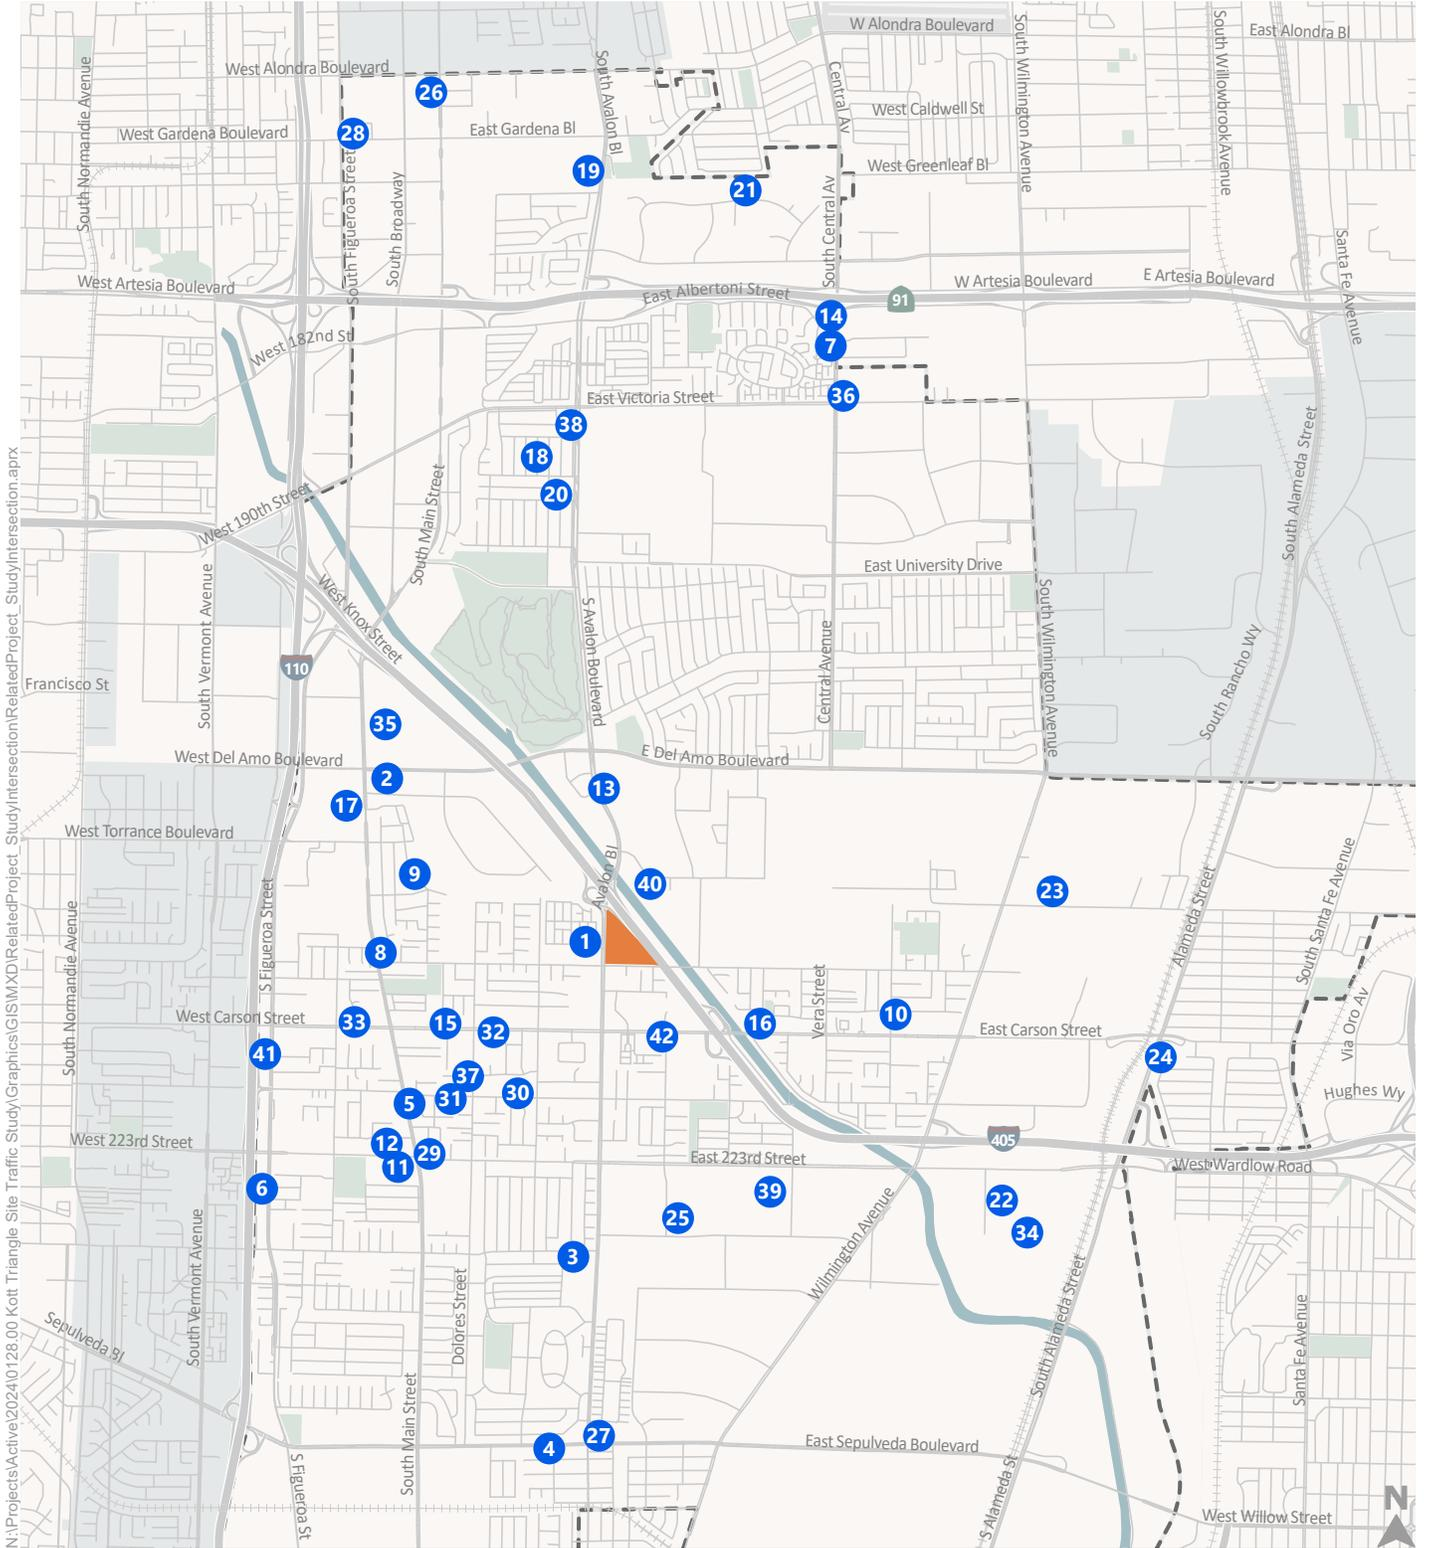 W Alondra Boulevard
East Alondra Bl
West Alondra Boulevard
South Normandie Avenue
South Avalon Bl
Central Av
South Wilmington Avenue
South Willowbrook Avenue
26
West Caldwell St
West Gardena Boulevard
28
East Gardena Bl
19
West Greenleaf Bl
21
South Figueroa Street
South Broadway
South Central Av
Santa Fe Avenue
West Artesia Boulevard
East Albertoni Street
91
W Artesia Boulevard
E Artesia Boulevard
14
West 182nd St
7
East Victoria Street
36
38
18
20
West 190th Street
South Main Street
South Alameda Street
East University Drive
West Knox Street
South Vermont Avenue
S Avalon Boulevard
Central Avenue
South Wilmington Avenue
110
Francisco St
South Rancho Wy
35
West Del Amo Boulevard
E Del Amo Boulevard
2
13
17
West Torrance Boulevard
9
Avalon Bl
40
23
South Normandie Avenue
S Figueroa Street
Alameda Street
South Santa Fe Avenue
1
8
West Carson Street
33
15
32
42
16
Vera Street
10
East Carson Street
Via Oro Av
41
24
37
31
30
5
Hughes Wy
West 223rd Street
12
29
11
405
East 223rd Street
West Wardlow Road
6
39
22
25
34
3
South Vermont Avenue
Dolores Street
Wilmington Avenue
South Alameda Street
Santa Fe Avenue
Sepulveda Bl
South Main Street
27
4
East Sepulveda Boulevard
S Figueroa St
S Alameda St
West Willow Street
N
N:\Projects\Active\2024\0128.00 Kott Triangle Site Traffic Study\Graphics\GIS\MXD\RelatedProject_StudyIntersection\RelatedProject_StudyIntersection.aprx